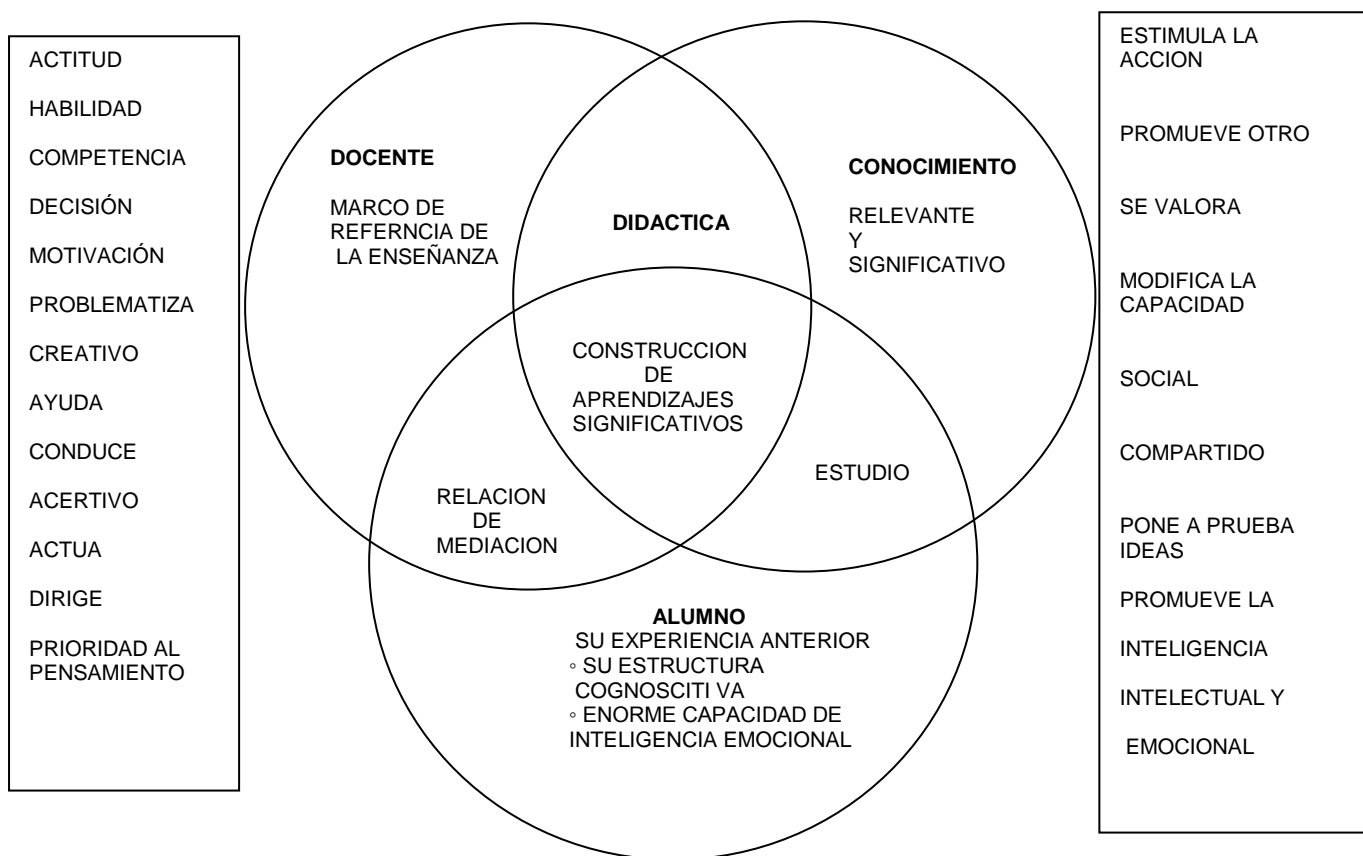 ACTITUD
HABILIDAD
COMPETENCIA
DECISIÓN
MOTIVACIÓN
PROBLEMATIZA
CREATIVO
AYUDA
CONDUCE
ACERTIVO
ACTUA
DIRIGE
PRIORIDAD AL
PENSAMIENTO
DOCENTE
MARCO DE
REFERNCIA DE
LA ENSEÑANZA
DIDACTICA
CONOCIMIENTO
RELEVANTE
Y
SIGNIFICATIVO
CONSTRUCCION
DE
APRENDIZAJES
SIGNIFICATIVOS
RELACION
DE
MEDIACION
ESTUDIO
ALUMNO
SU EXPERIENCIA ANTERIOR
◦ SU ESTRUCTURA
COGNOSCITI VA
◦ ENORME CAPACIDAD DE
INTELIGENCIA EMOCIONAL
ESTIMULA LA
ACCION
PROMUEVE OTRO
SE VALORA
MODIFICA LA
CAPACIDAD
SOCIAL
COMPARTIDO
PONE A PRUEBA
IDEAS
PROMUEVE LA
INTELIGENCIA
INTELECTUAL Y
EMOCIONAL